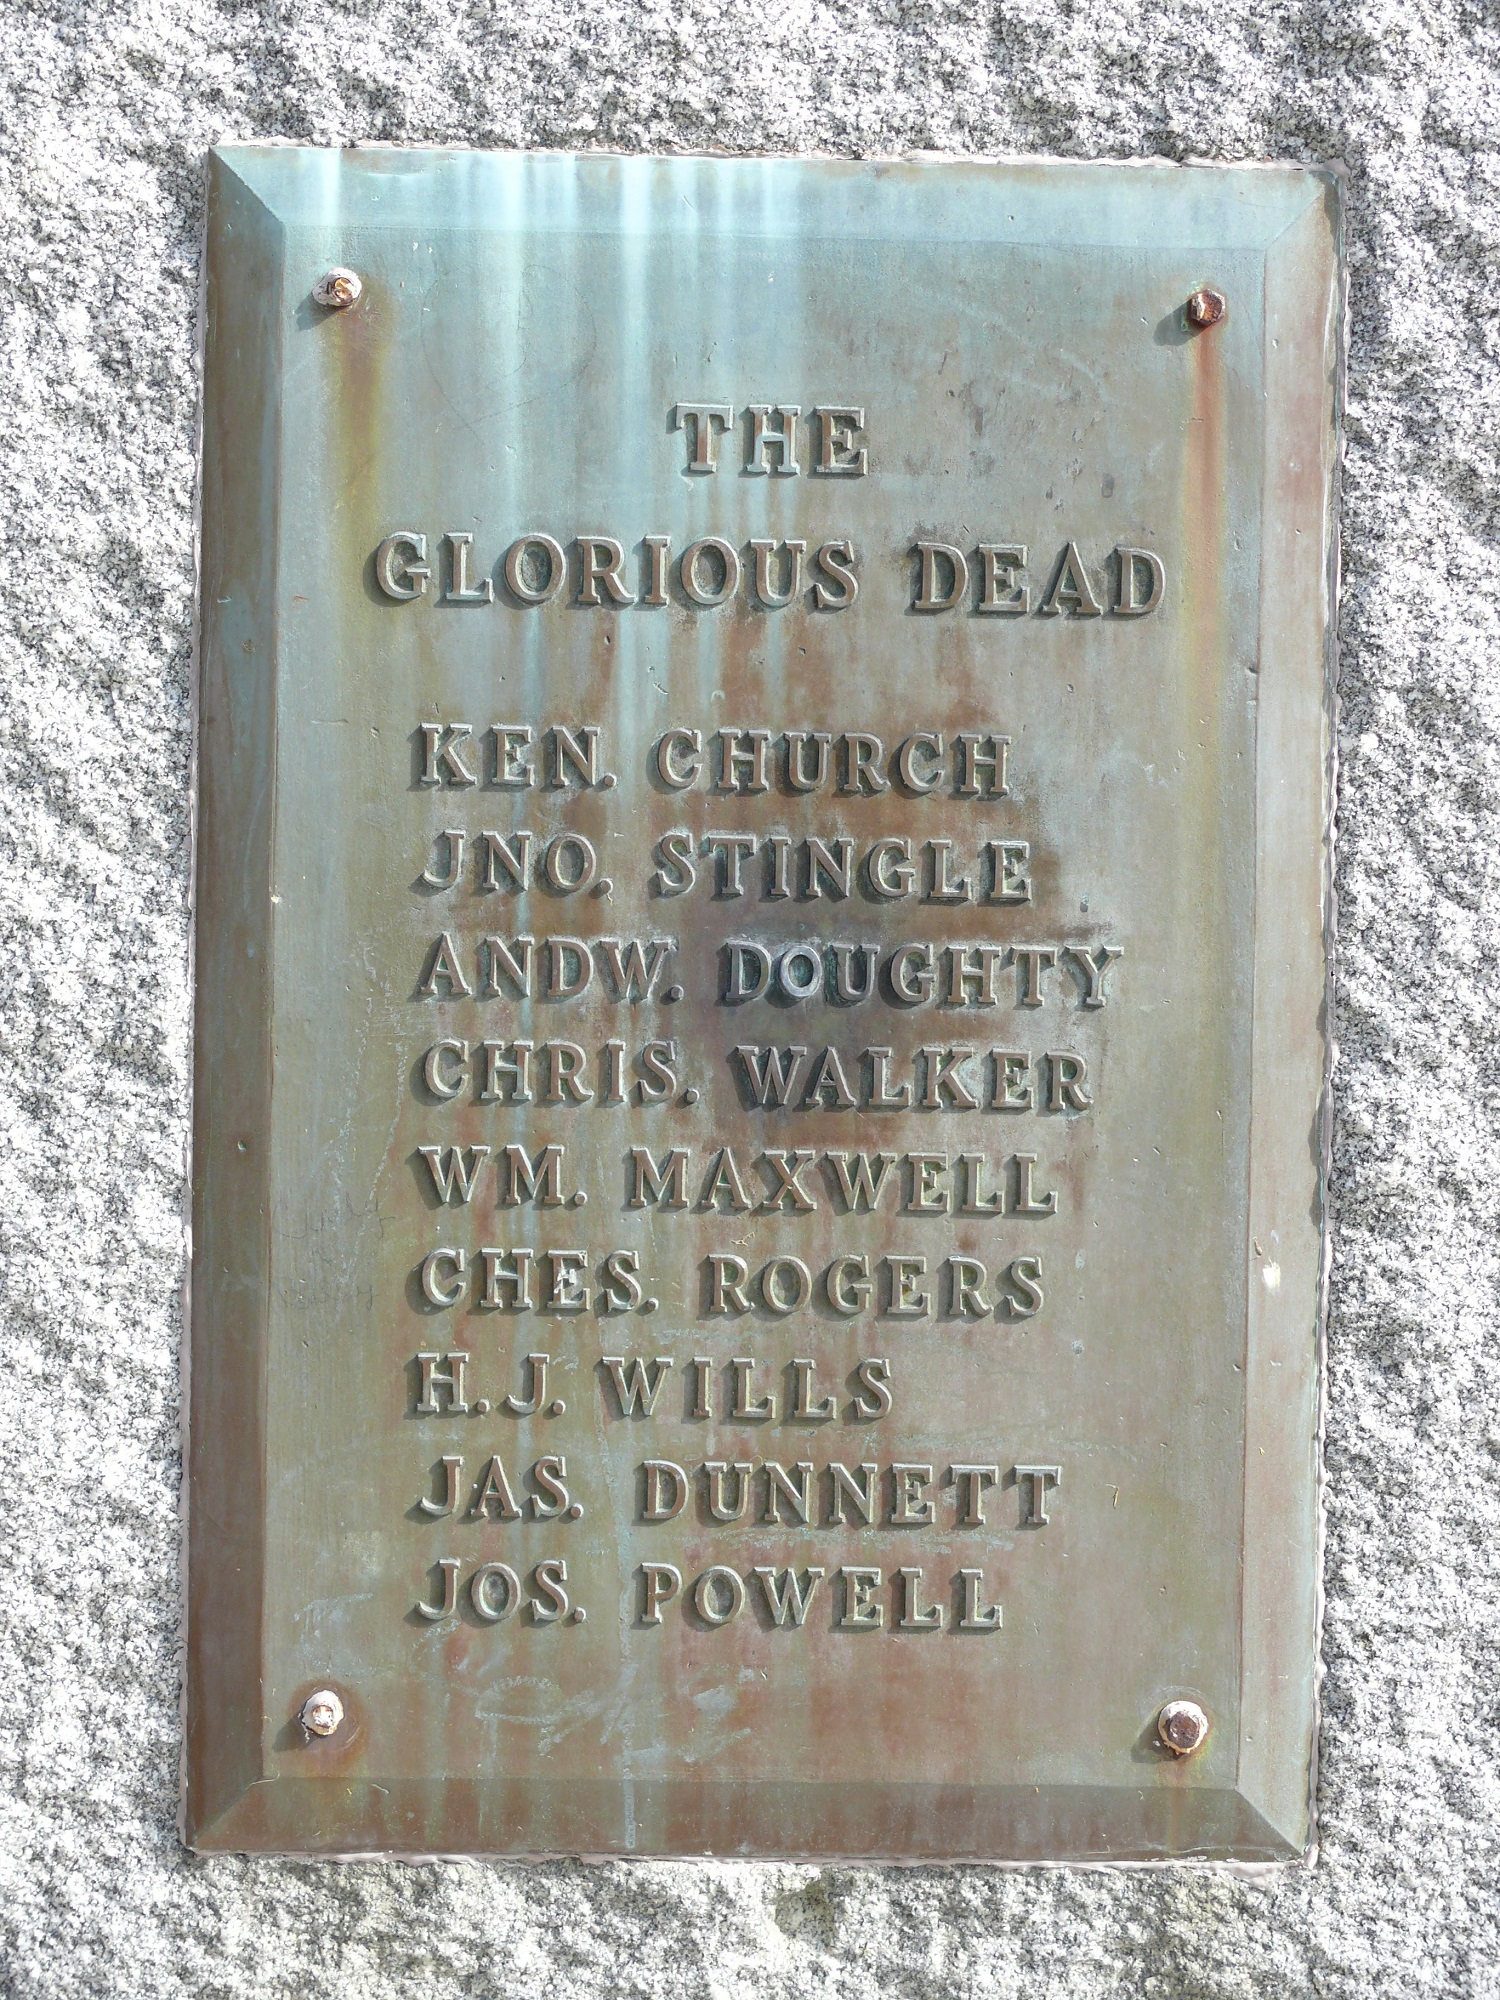 THE
GLORIOUS DEAD
KEN. CHURCH
JNO. STINGLE
ANDW. DOUGHTY
CHRIS. WALKER
WM. MAXWELL
CHES. ROGERS
H.J. WILLS
JAS. DUNNETT
JOS. POWELL